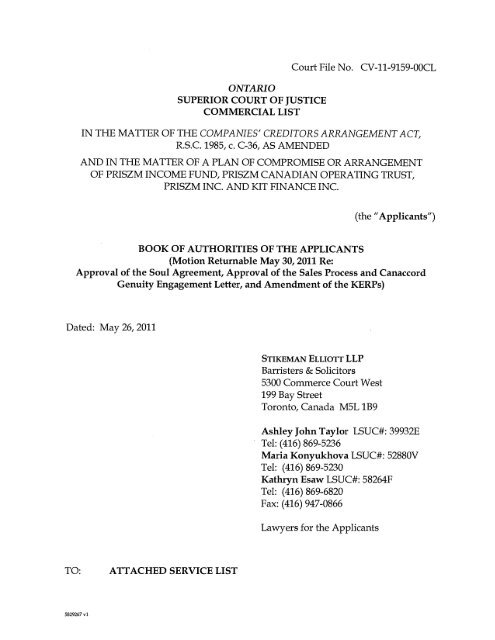 Court File No. CV-11-9159-00CL
ONTARIO
SUPERIOR COURT OF JUSTICE
COMMERCIAL LIST
IN THE MATTER OF THE COMPANIES' CREDITORS ARRANGEMENT ACT,
R.S.C. 1985, c. C-36, AS AMENDED
AND IN THE MATTER OF A PLAN OF COMPROMISE OR ARRANGEMENT
OF PRISZM INCOME FUND, PRISZM CANADIAN OPERATING TRUST,
PRISZM INC. AND KIT FINANCE INC.
(the "Applicants")
BOOK OF AUTHORITIES OF THE APPLICANTS
(Motion Returnable May 30, 2011 Re:
Approval of the Soul Agreement, Approval of the Sales Process and Canaccord
Genuity Engagement Letter, and Amendment of the KERPs)
Dated: May 26, 2011
STIKEMAN ELLIOTT LLP
Barristers & Solicitors
5300 Commerce Court West
199 Bay Street
Toronto, Canada M5L 1B9
Ashley John Taylor LSUC#: 39932E
Tel: (416) 869-5236
Maria Konyukhova LSUC#: 52880V
Tel: (416) 869-5230
Kathryn Esaw LSUC#: 58264F
Tel: (416) 869-6820
Fax: (416) 947-0866
Lawyers for the Applicants
TO: ATTACHED SERVICE LIST
5829287 v1